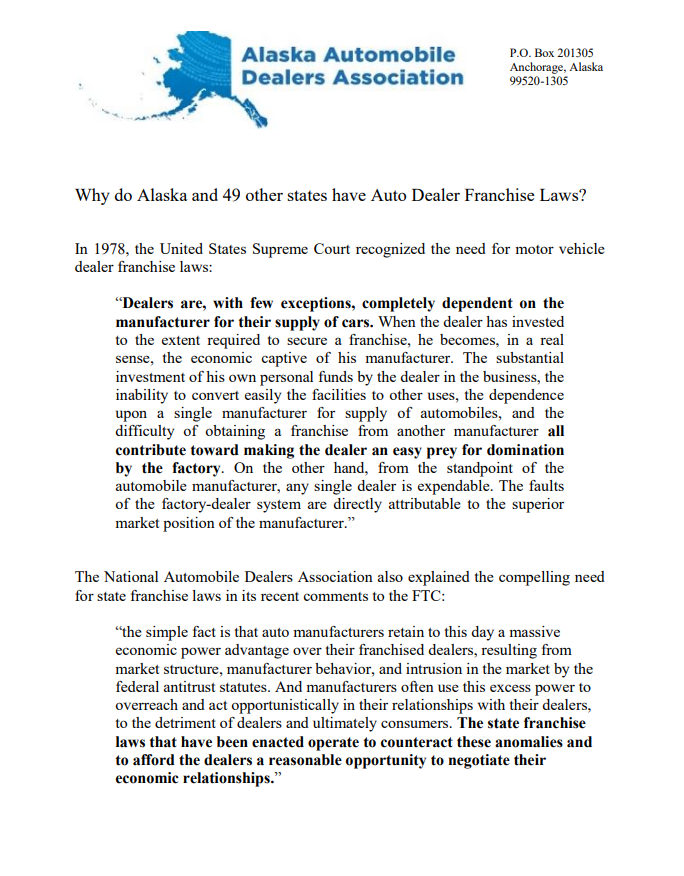 Alaska Automobile
Dealers Association
P.O. Box 201305
Anchorage, Alaska
99520-1305
Why do Alaska and 49 other states have Auto Dealer Franchise Laws?
In 1978, the United States Supreme Court recognized the need for motor vehicle
dealer franchise laws:
“Dealers are, with few exceptions, completely dependent on the
manufacturer for their supply of cars. When the dealer has invested
to the extent required to secure a franchise, he becomes, in a real
sense, the economic captive of his manufacturer. The substantial
investment of his own personal funds by the dealer in the business, the
inability to convert easily the facilities to other uses, the dependence
upon a single manufacturer for supply of automobiles, and the
difficulty of obtaining a franchise from another manufacturer all
contribute toward making the dealer an easy prey for domination
by the factory. On the other hand, from the standpoint of the
automobile manufacturer, any single dealer is expendable. The faults
of the factory-dealer system are directly attributable to the superior
market position of the manufacturer.”
The National Automobile Dealers Association also explained the compelling need
for state franchise laws in its recent comments to the FTC:
“the simple fact is that auto manufacturers retain to this day a massive
economic power advantage over their franchised dealers, resulting from
market structure, manufacturer behavior, and intrusion in the market by the
federal antitrust statutes. And manufacturers often use this excess power to
overreach and act opportunistically in their relationships with their dealers,
to the detriment of dealers and ultimately consumers. The state franchise
laws that have been enacted operate to counteract these anomalies and
to afford the dealers a reasonable opportunity to negotiate their
economic relationships.”